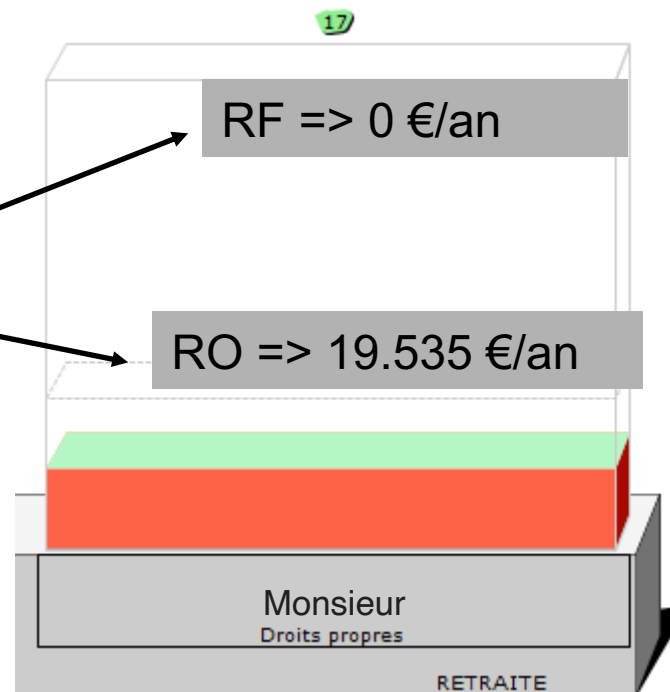 17
RF => 0 €/an
RO => 19.535 €/an
Monsieur
Droits propres
RETRAITE